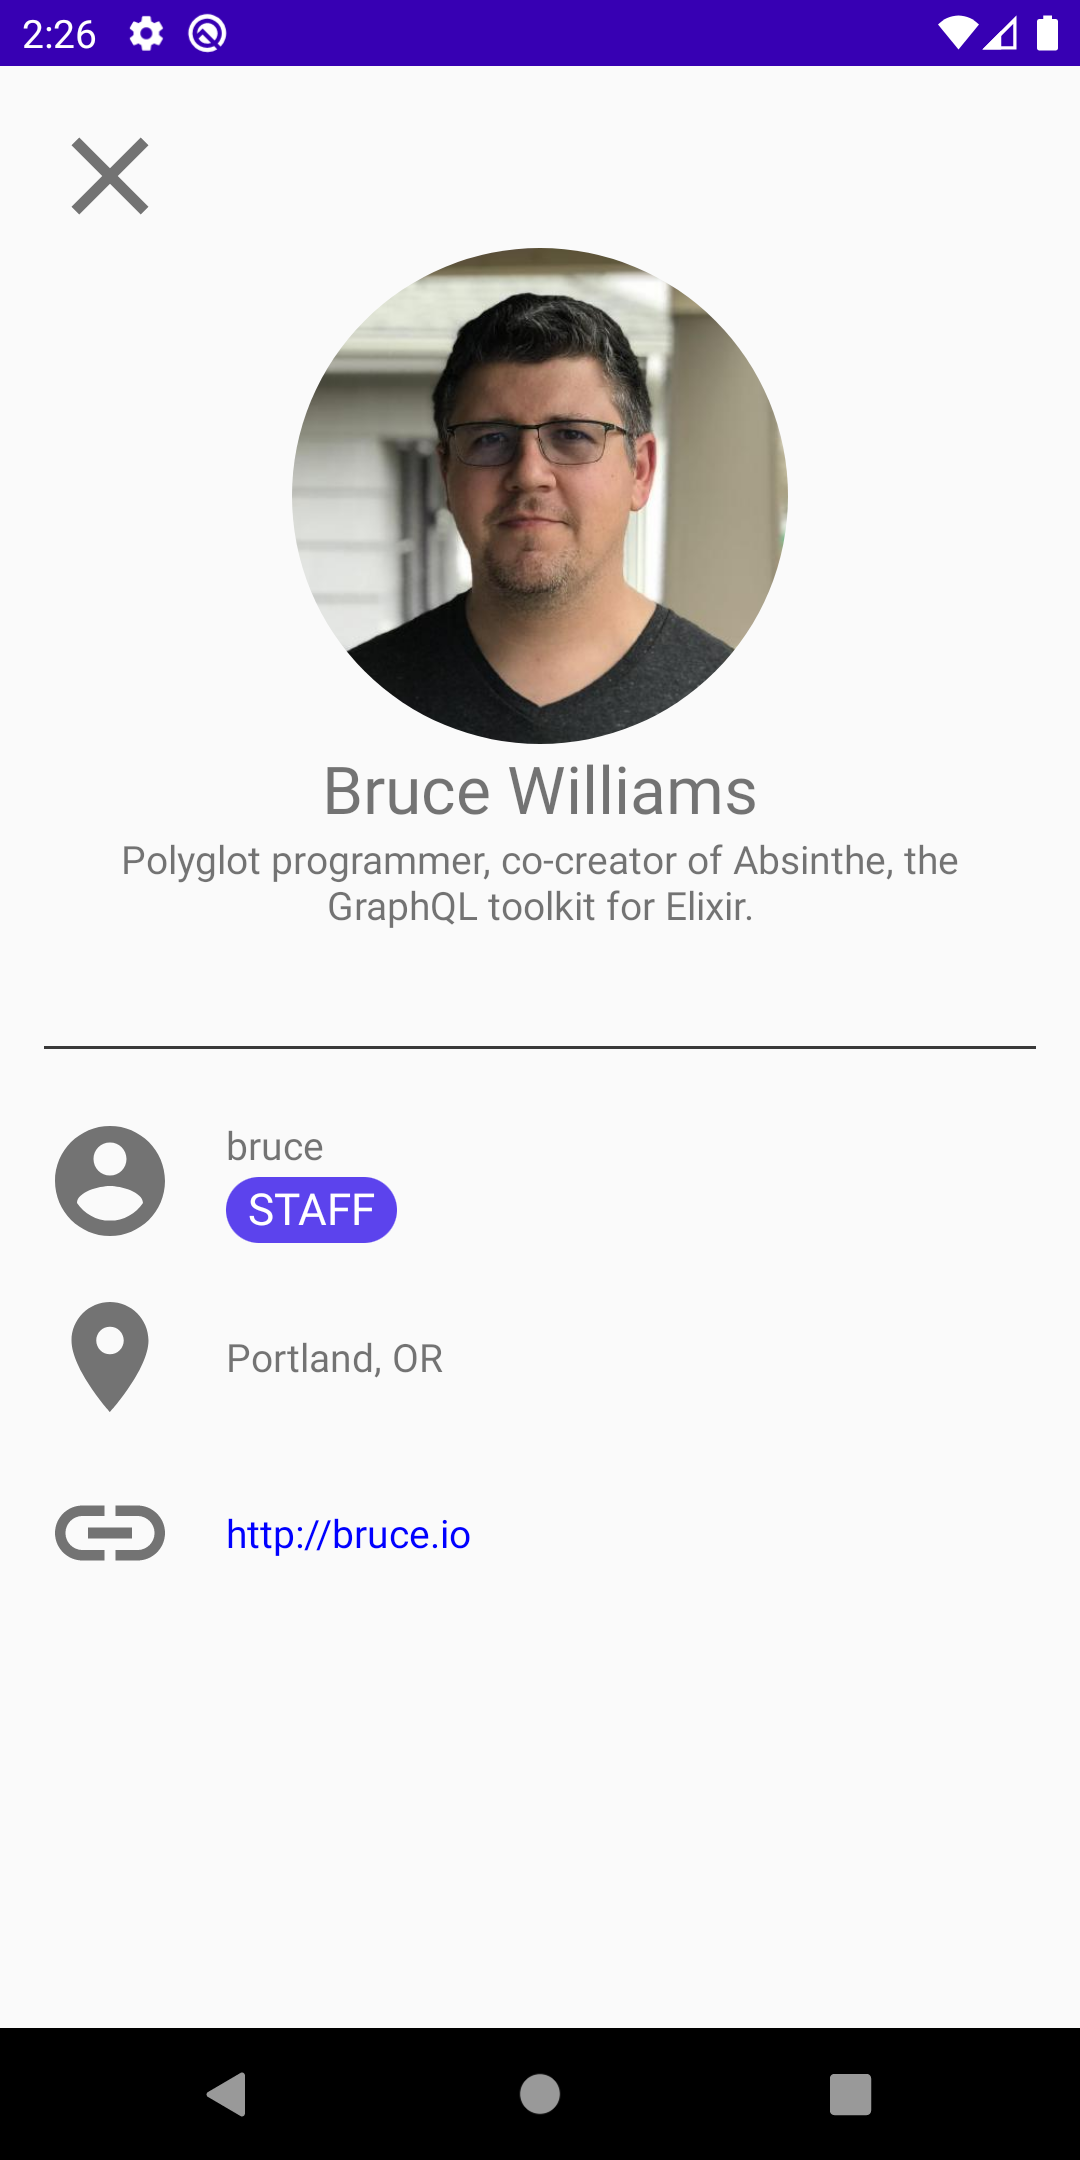 2:26
Bruce Williams
Polyglot programmer, co-creator of Absinthe, the
GraphQL toolkit for Elixir.
bruce
STAFF
Portland, OR
http://bruce.io